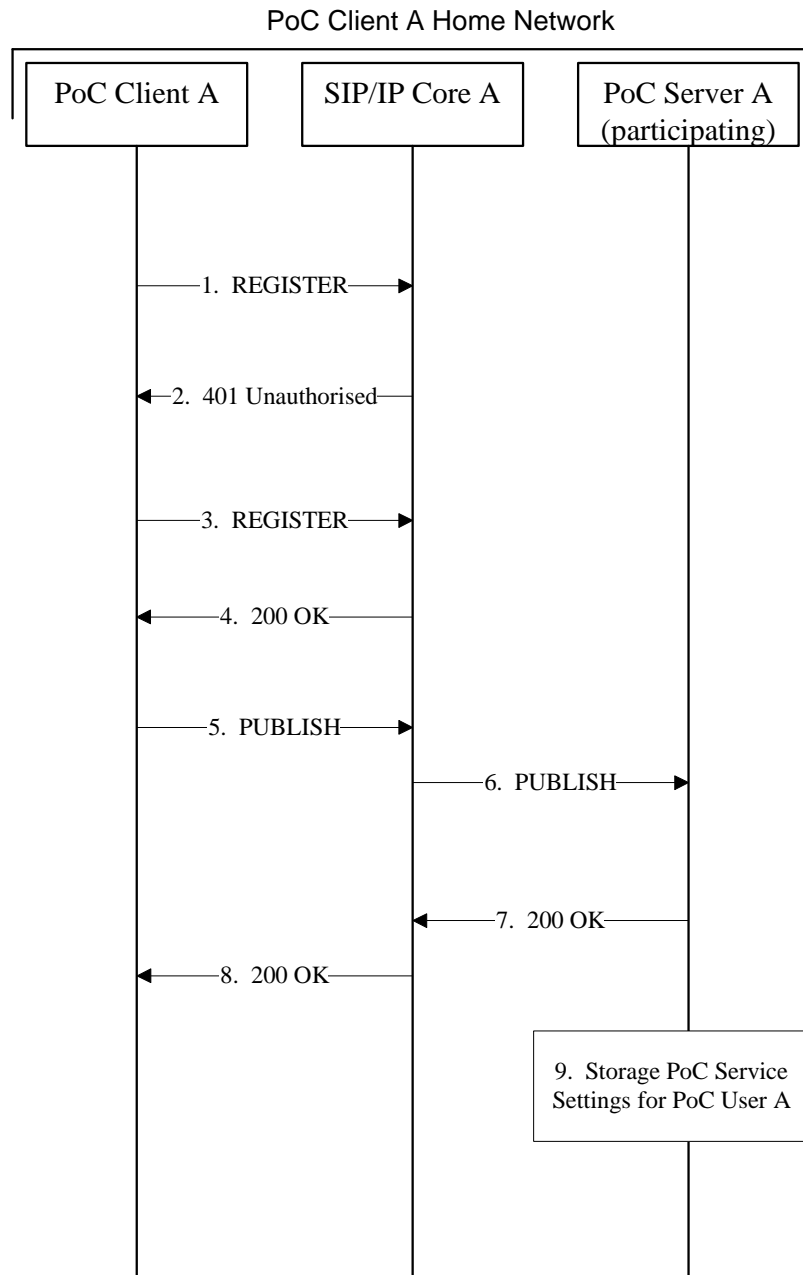 PoC Client A Home Network
PoC Client A
SIP/IP Core A
PoC Server A
(participating)
1. REGISTER
2. 401 Unauthorised
3. REGISTER
4. 200 OK
5. PUBLISH
6. PUBLISH
7. 200 OK
8. 200 OK
9. Storage PoC Service
Settings for PoC User A